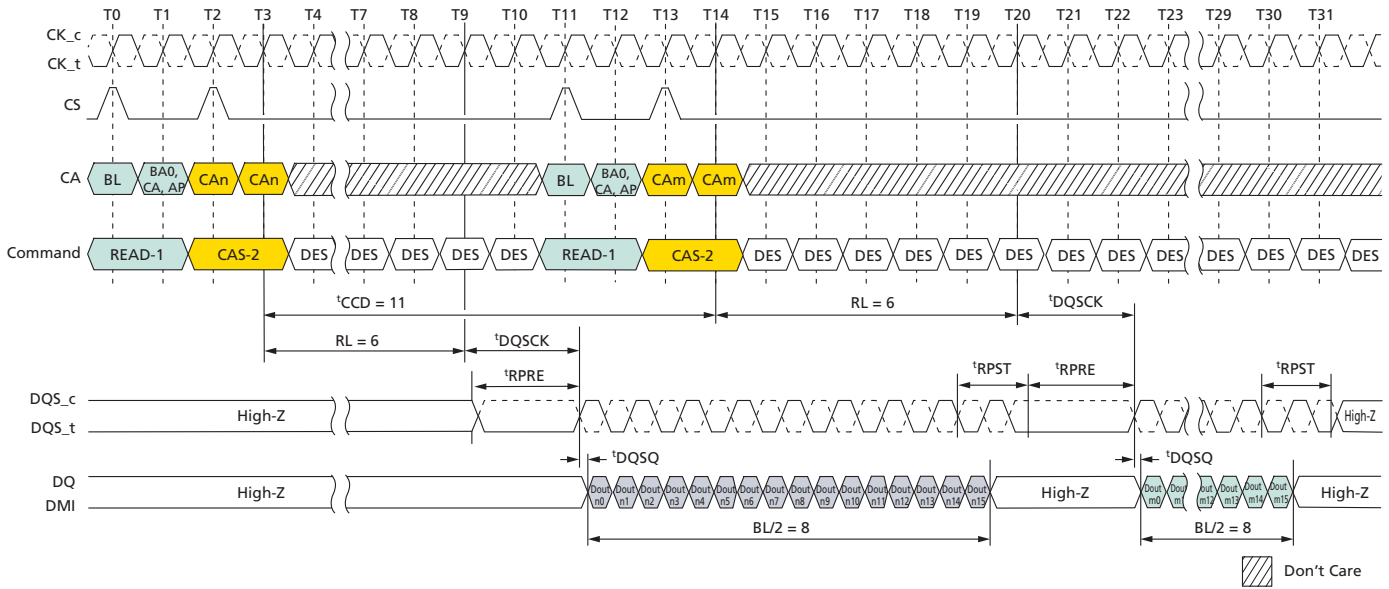 T0 T1 T2 T3 T4 T7 T8 T9 T10 T11 T12 T13 T14 T15 T16 T17 T18 T19 T20 T21 T22 T23 T29 T30 T31
CK_c
CK_t
CS
CA BL BA0, CA, AP CAn CAn BL BA0, CA, AP CAm CAm
Command READ-1 CAS-2 DES DES DES DES DES READ-1 CAS-2 DES DES DES DES DES DES DES DES DES DES DES DES DES
tCCD = 11 RL = 6 tDQSCK
RL = 6 tDQSCK
tRPRE tRPST tRPRE tRPST
DQS_c
DQS_t
High-Z High-Z
tDQSQ tDQSQ
DQ
DMI
High-Z Dout n0 Dout n1 Dout n2 Dout n3 Dout n4 Dout n5 Dout n6 Dout n7 Dout n8 Dout n9 Dout n10 Dout n11 Dout n12 Dout n13 Dout n14 Dout n15 High-Z Dout m0 Dout m12 Dout m13 Dout m14 Dout m15 High-Z
BL/2 = 8 BL/2 = 8
Don't Care